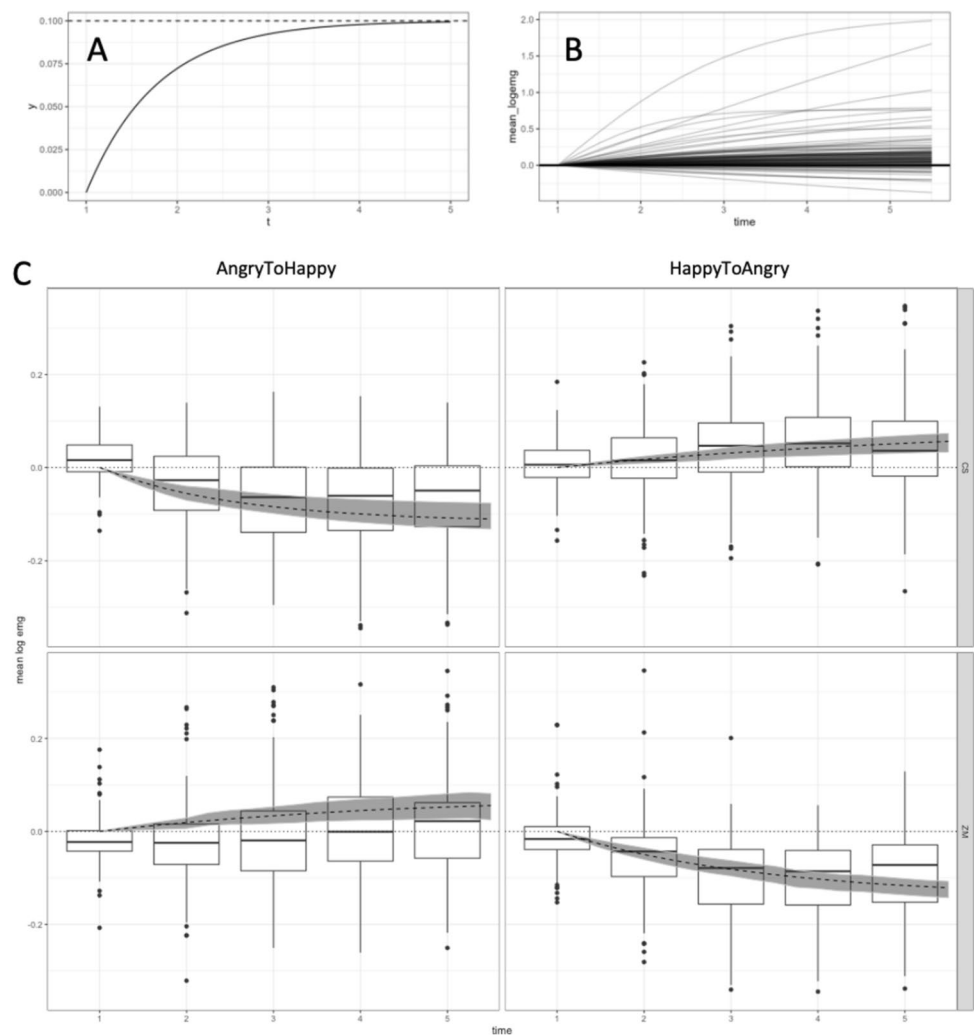 A
0.100
0.075
0.050
0.025
0.000
y
1 2 3 4 5
t
B
2.0
1.5
1.0
0.5
0.0
mean_logemg
1 2 3 4 5
time
C
AngryToHappy HappyToAngry
0.2
0.0
-0.2
CS
mean log emg
0.2
0.0
-0.2
ZM
1 2 3 4 5 1 2 3 4 5
time